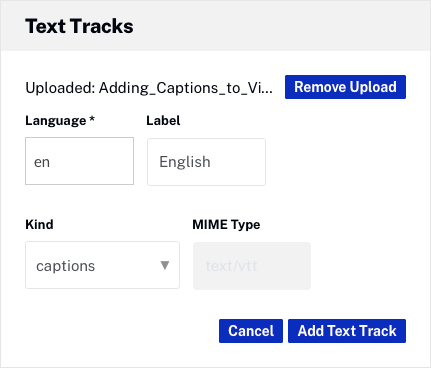 Text Tracks
Uploaded: Adding_Captions_to_Vi... Remove Upload
Language * Label
en English
Kind MIME Type
captions text/vtt
Cancel Add Text Track